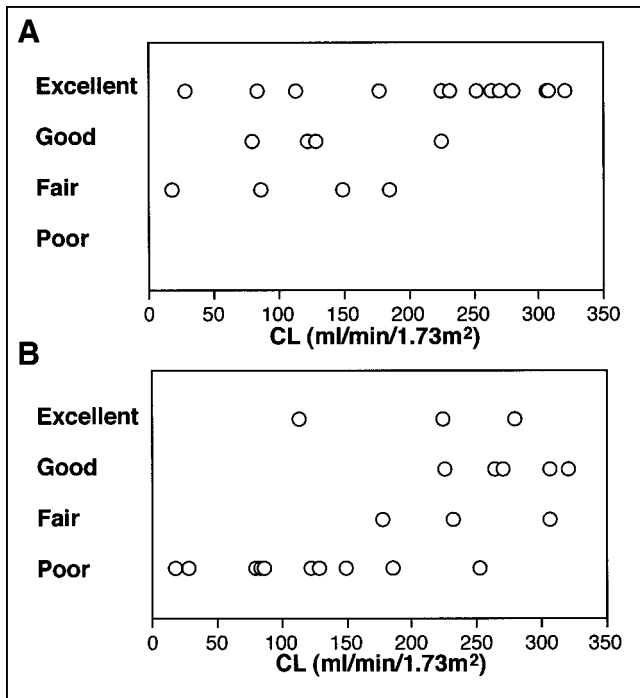 A
Excellent
Good
Fair
Poor
0 50 100 150 200 250 300 350
CL (ml/min/1.73m²)
B
Excellent
Good
Fair
Poor
0 50 100 150 200 250 300 350
CL (ml/min/1.73m²)